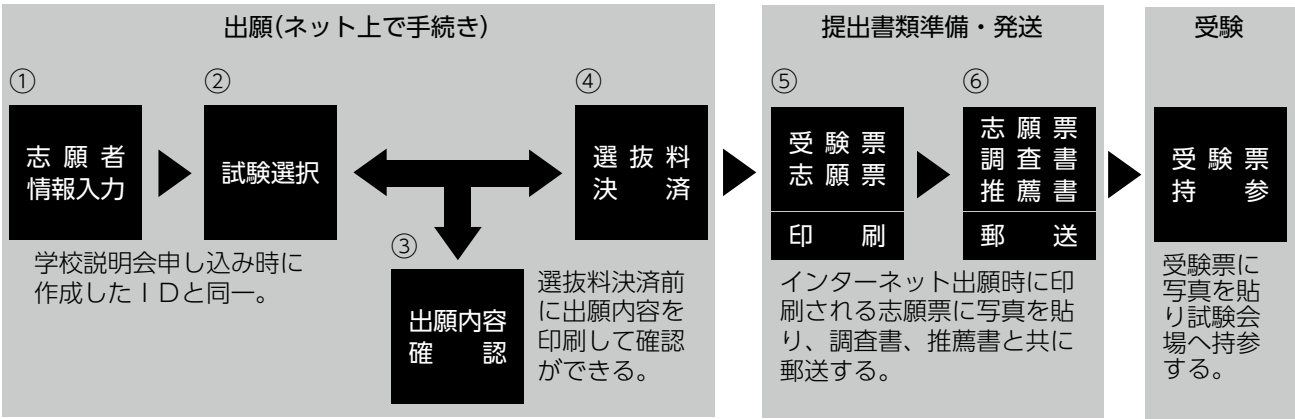 出願(ネット上で手続き)
①
志願者
情報入力
学校説明会申し込み時に
作成したＩＤと同一。
②
試験選択
③
出願内容
確認
選抜料決済前
に出願内容を
印刷して確認
ができる。
④
選抜料
決済
提出書類準備・発送
⑤
受験票
志願票
印刷
⑥
志願票
調査書
推薦書
郵送
インターネット出願時に印
刷される志願票に写真を貼
り、調査書、推薦書と共に
郵送する。
受験
受験票
持参
受験票に
写真を貼
り試験会
場へ持参
する。